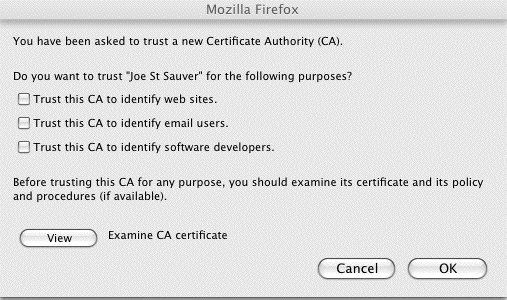 Mozilla Firefox
You have been asked to trust a new Certificate Authority (CA).
Do you want to trust "Joe St Sauver" for the following purposes?
Trust this CA to identify web sites.
Trust this CA to identify email users.
Trust this CA to identify software developers.
Before trusting this CA for any purpose, you should examine its certificate and its policy
and procedures (if available).
View Examine CA certificate
Cancel OK